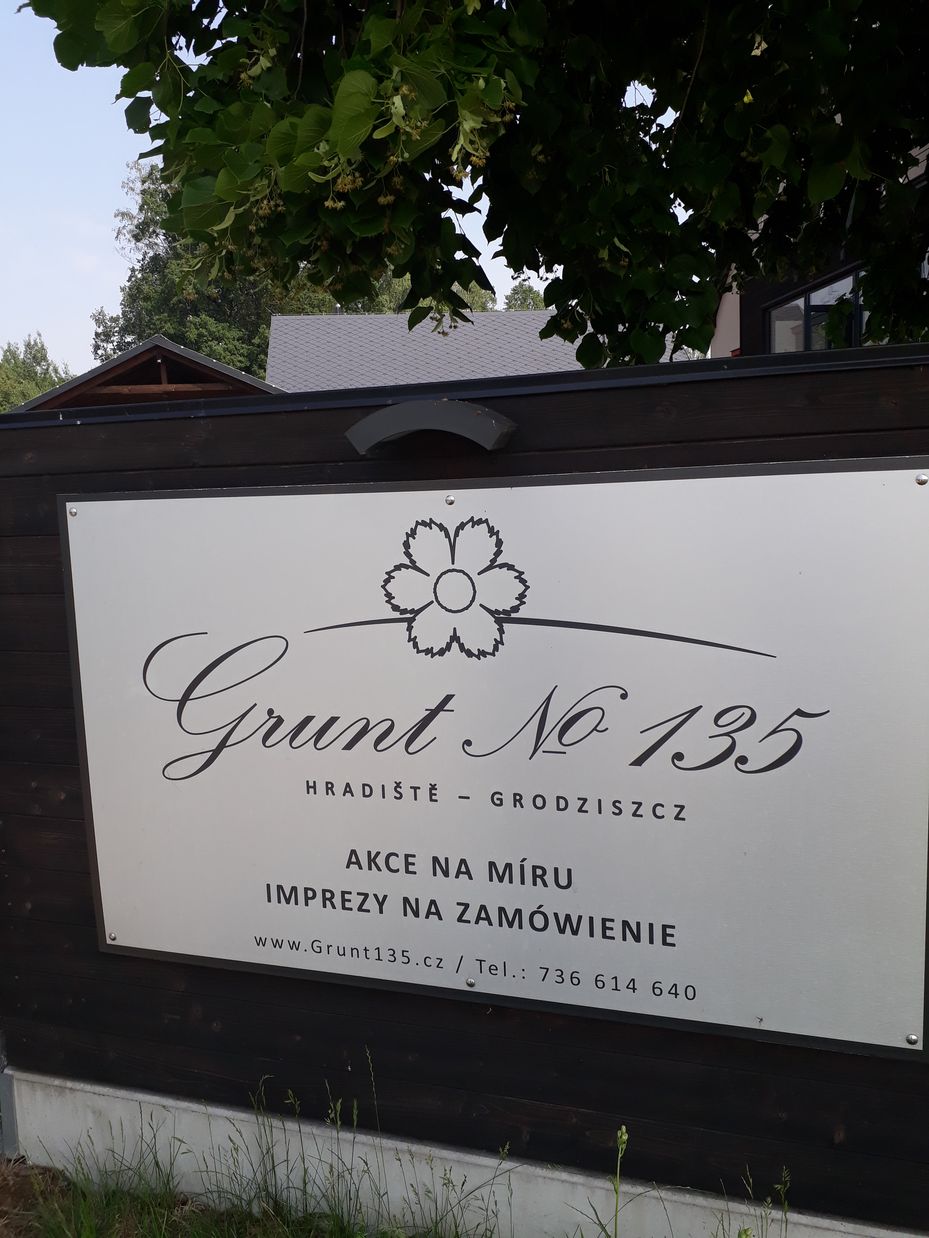 Grunt No 135
HRADIŠTĚ – GRODZISZCZ
AKCE NA MÍRU
IMPREZY NA ZAMÓWIENIE
www.Grunt135.cz / Tel.: 736 614 640